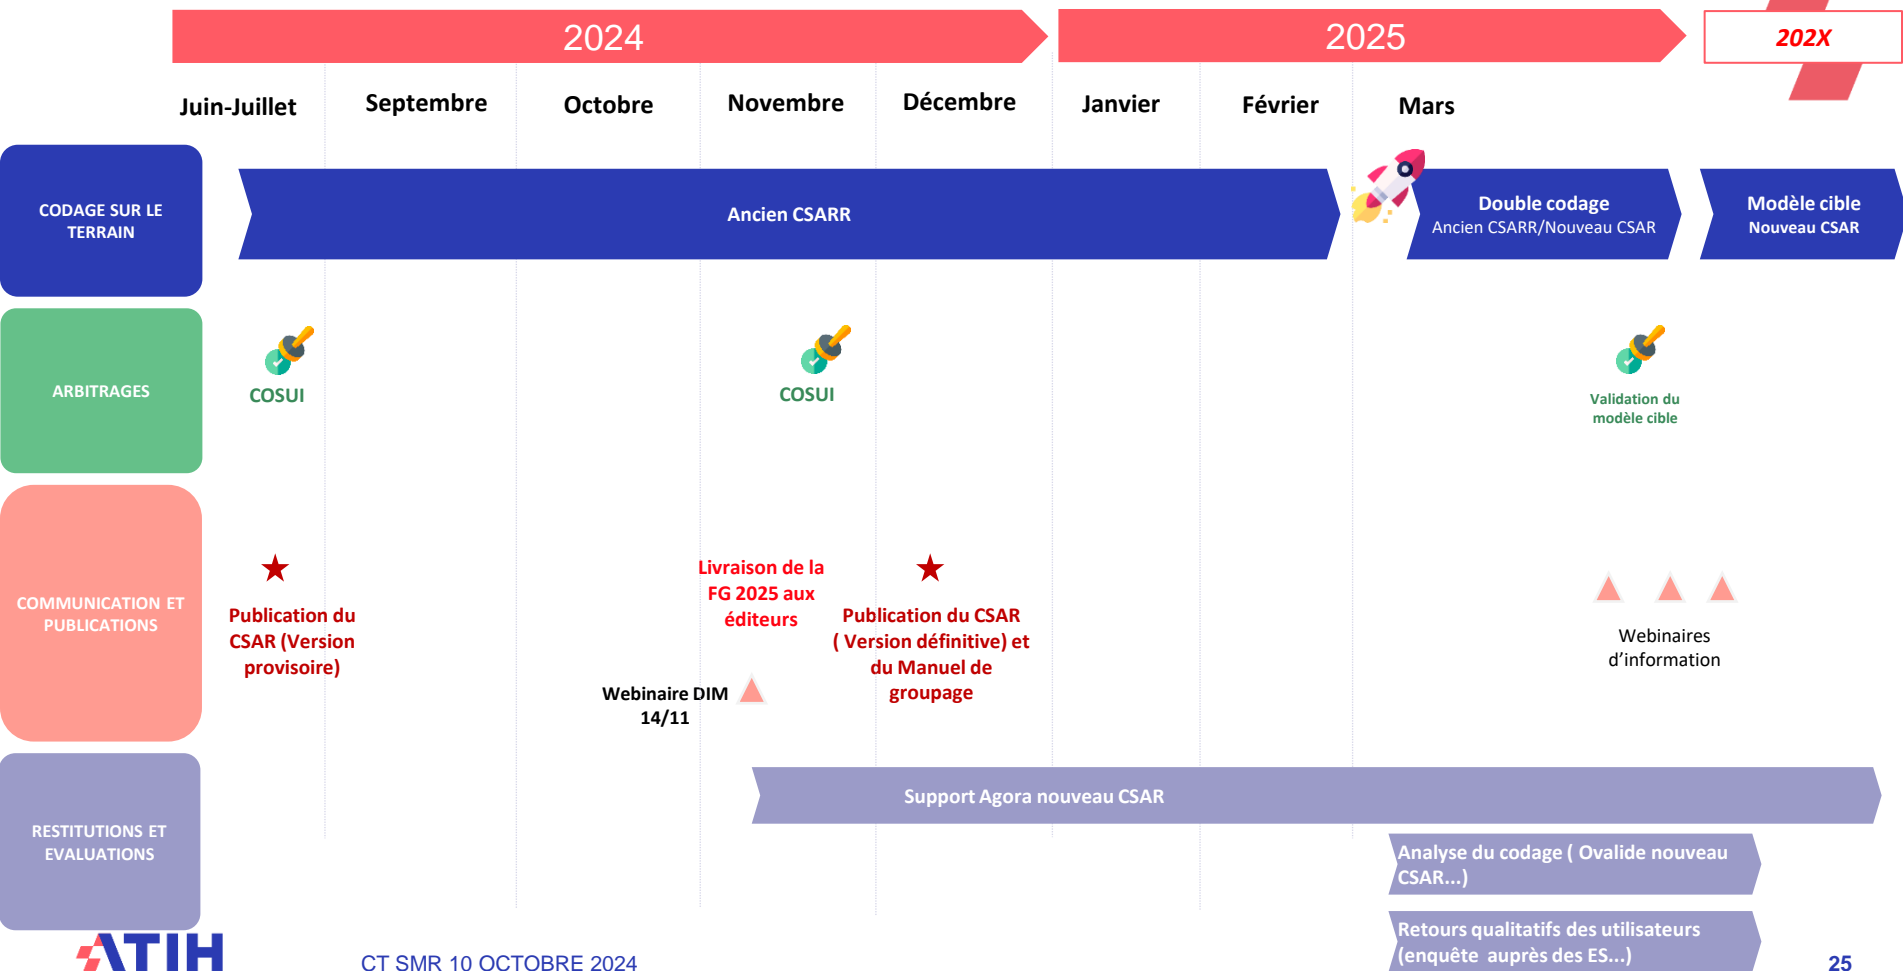 2024
2025
202X
Juin-Juillet
Septembre
Octobre
Novembre
Décembre
Janvier
Février
Mars
CODAGE SUR LE
TERRAIN
Ancien CSARR
Double codage
Ancien CSARR/Nouveau CSAR
Modèle cible
Nouveau CSAR
ARBITRAGES
COSUI
COSUI
Validation du
modèle cible
COMMUNICATION ET
PUBLICATIONS
Publication du
CSAR (Version
provisoire)
Webinaire DIM
14/11
Livraison de la
FG 2025 aux
éditeurs
Publication du CSAR
( Version définitive) et
du Manuel de
groupage
Webinaires
d'information
RESTITUTIONS ET
EVALUATIONS
Support Agora nouveau CSAR
Analyse du codage ( Ovalide nouveau
CSAR...)
Retours qualitatifs des utilisateurs
(enquête auprès des ES...)
ATIH
CT SMR 10 OCTOBRE 2024
25